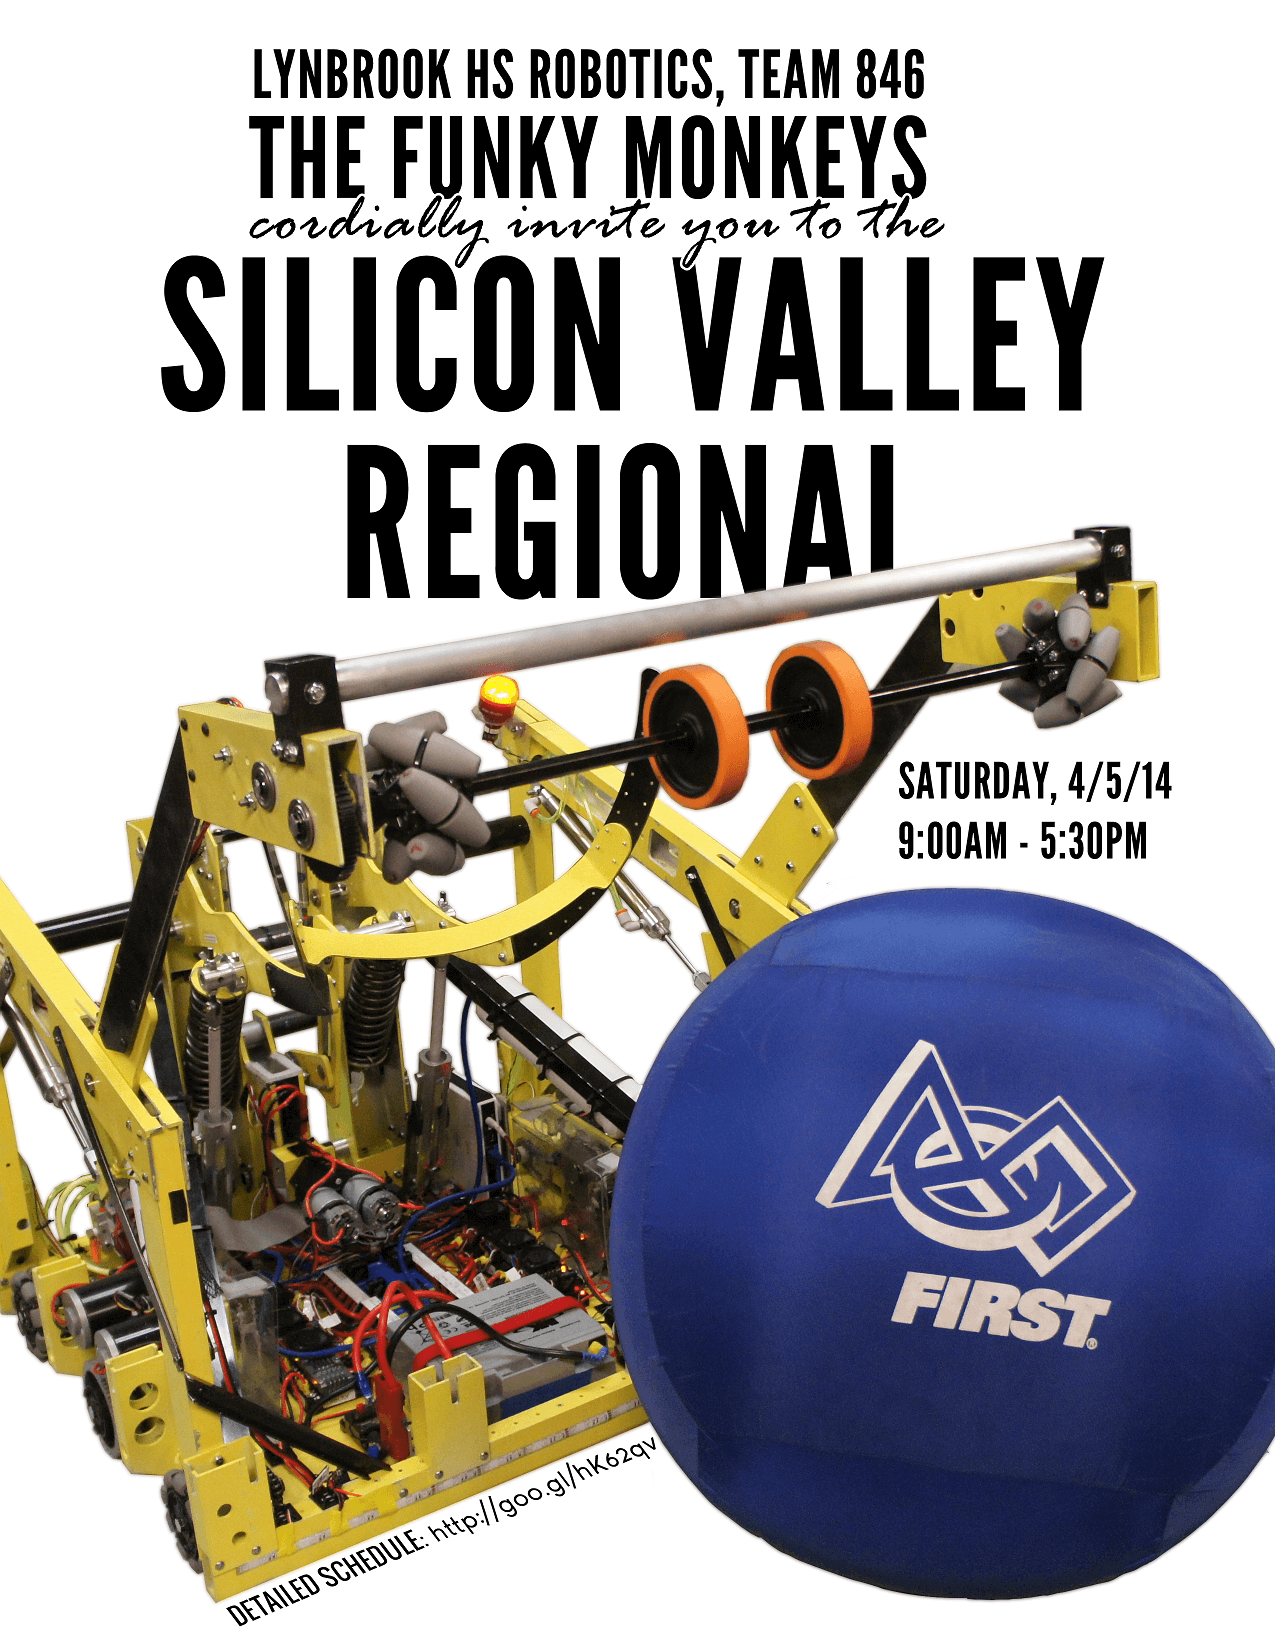 LYNBROOK HS ROBOTICS, TEAM 846
THE FUNKY MONKEYS
cordially invite you to the
SILICON VALLEY
REGIONAL
SATURDAY, 4/5/14
9:00AM - 5:30PM
FIRST®
DETAILED SCHEDULE: http://goo.gl/hK62qv